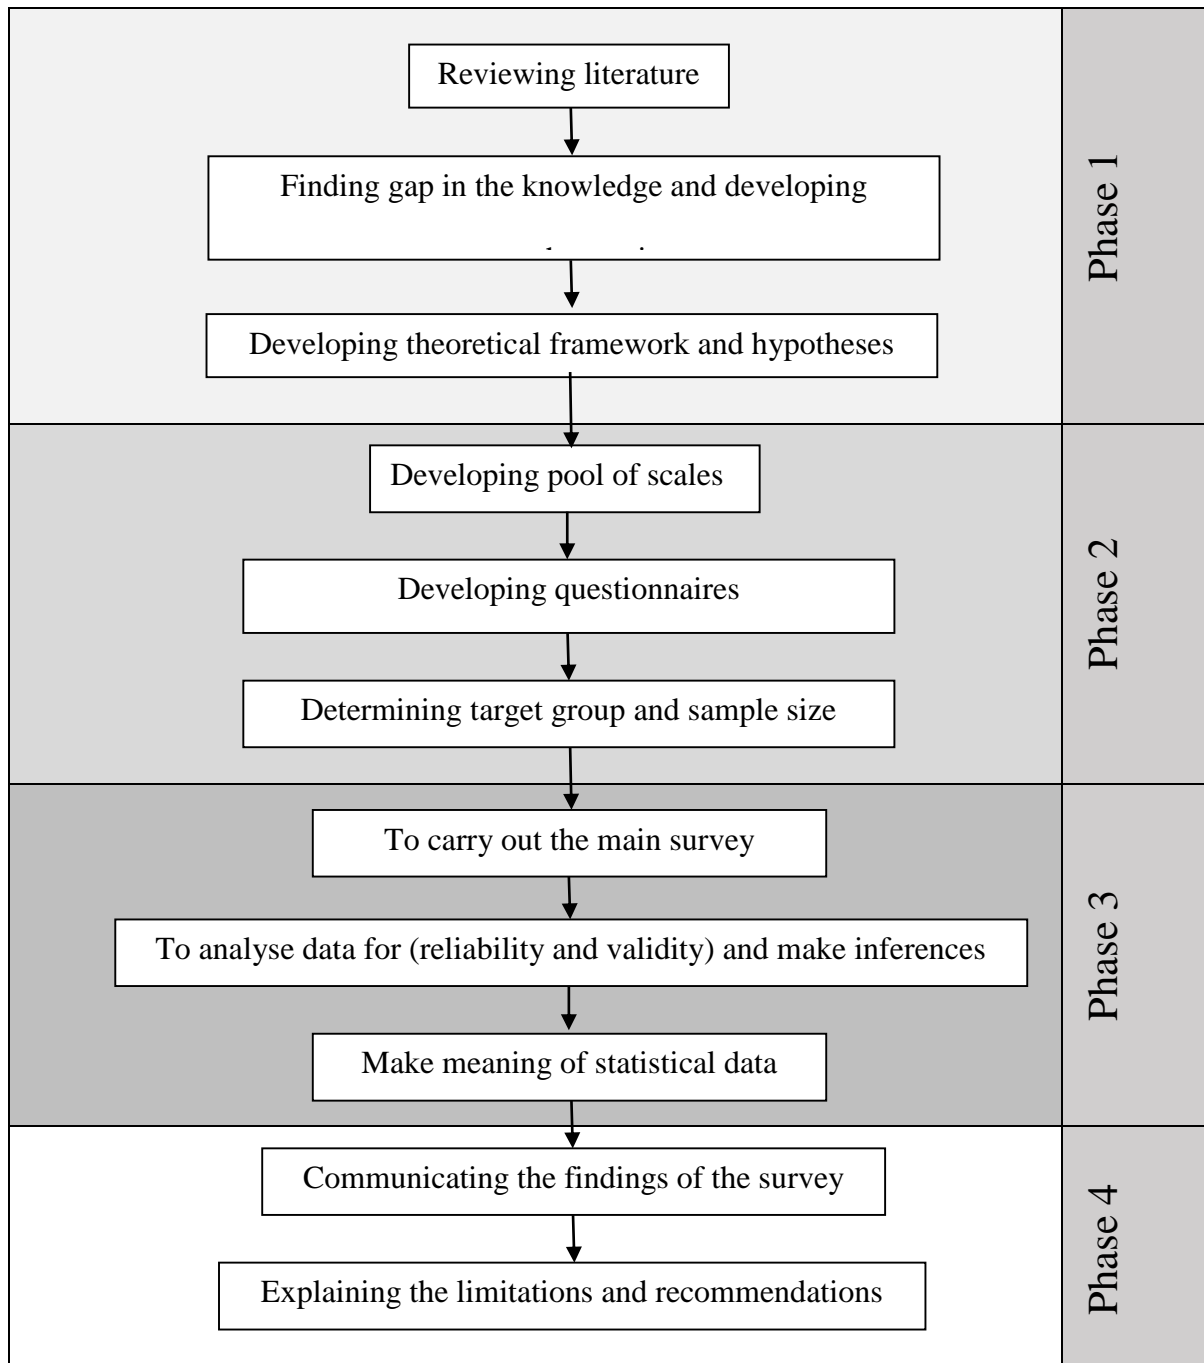 Reviewing literature
Finding gap in the knowledge and developing
Developing theoretical framework and hypotheses
Phase 1
Developing pool of scales
Developing questionnaires
Determining target group and sample size
Phase 2
To carry out the main survey
To analyse data for (reliability and validity) and make inferences
Make meaning of statistical data
Phase 3
Communicating the findings of the survey
Explaining the limitations and recommendations
Phase 4